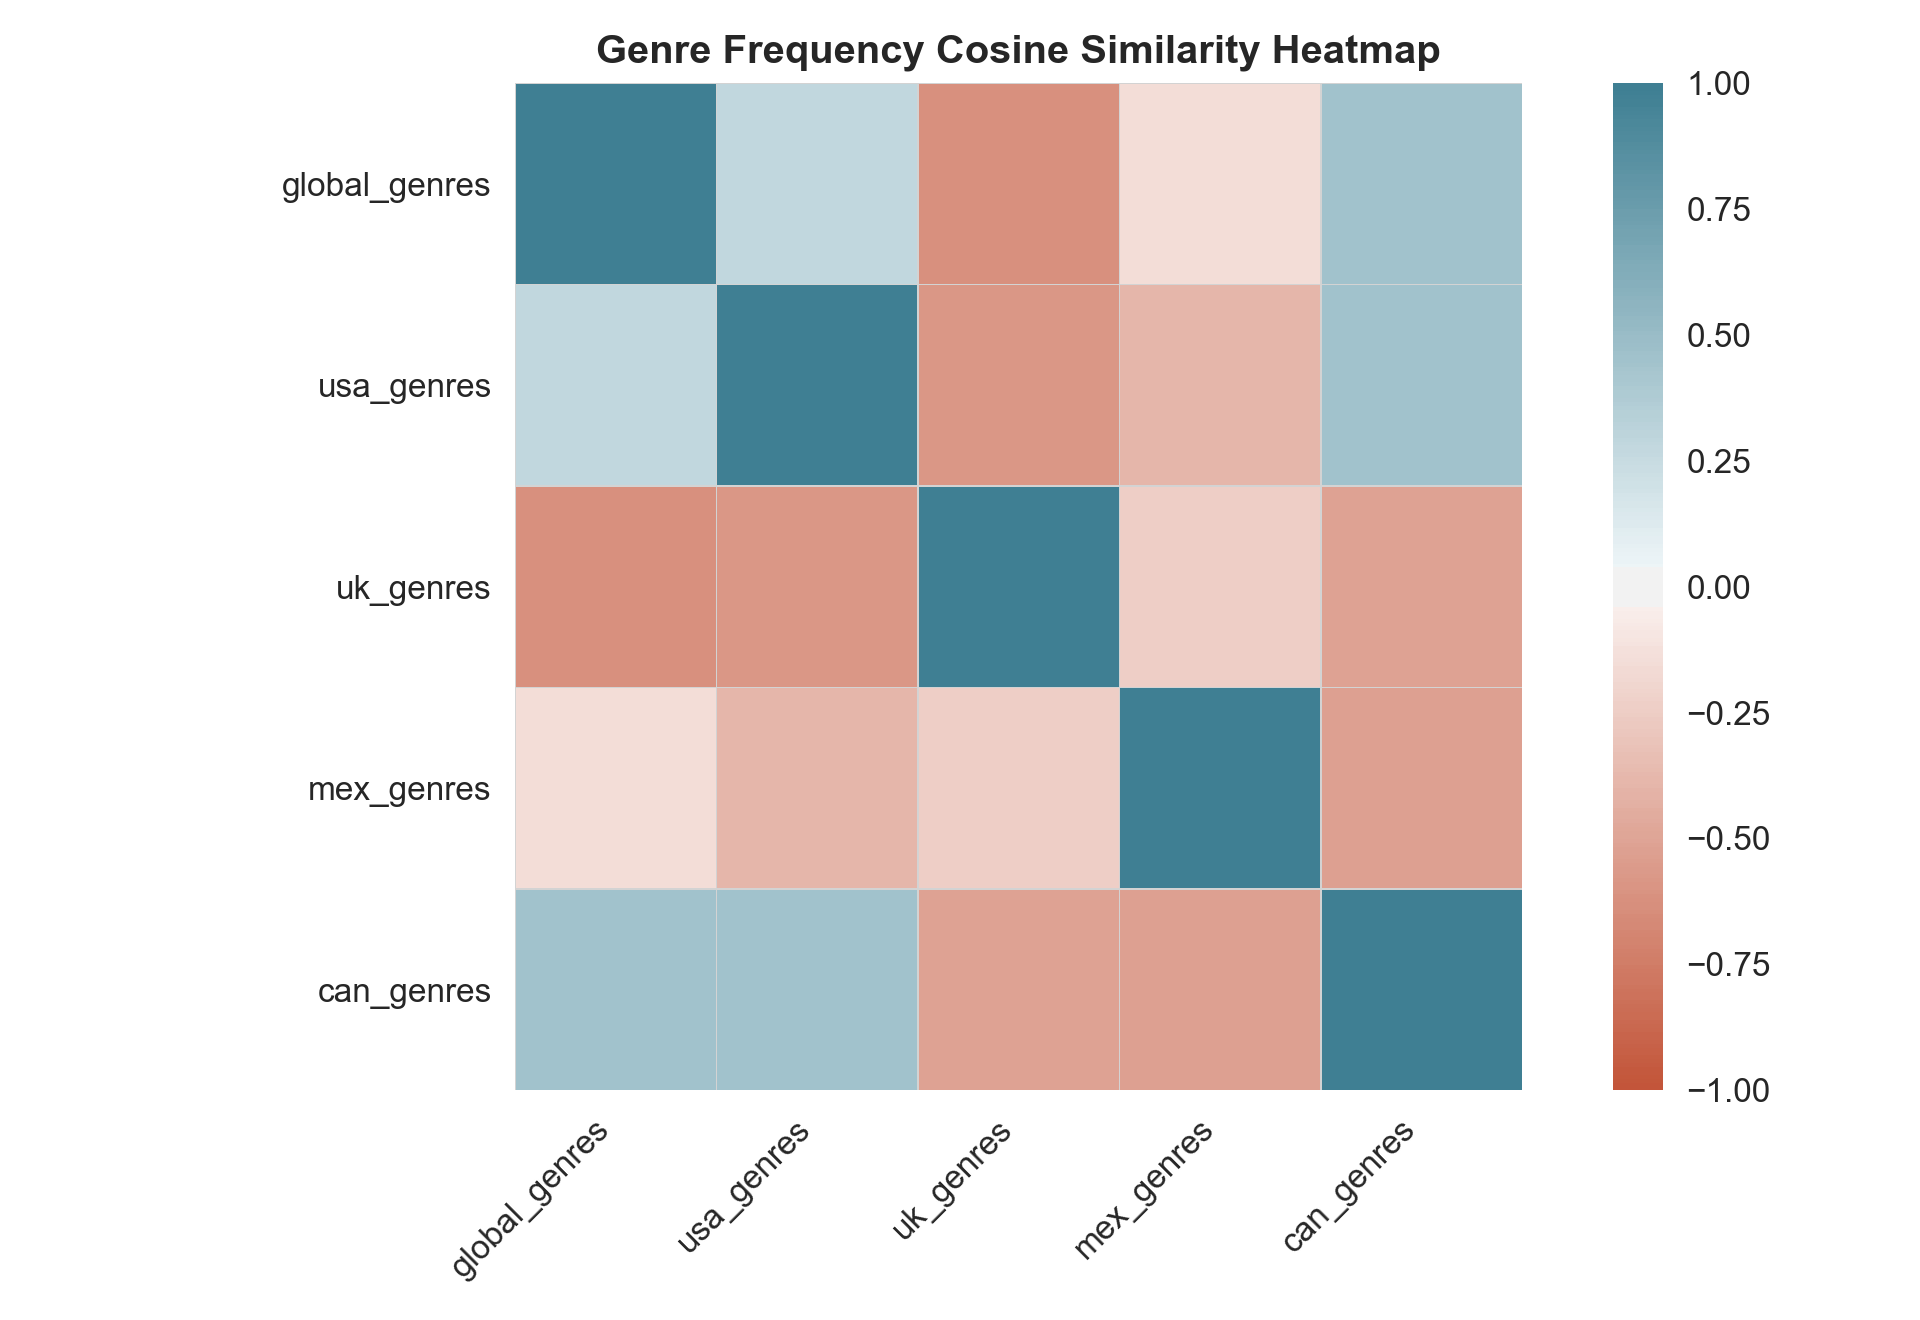 Genre Frequency Cosine Similarity Heatmap
global_genres
usa_genres
uk_genres
mex_genres
can_genres
global_genres
usa_genres
uk_genres
mex_genres
can_genres
1.00
0.75
0.50
0.25
0.00
−0.25
−0.50
−0.75
−1.00